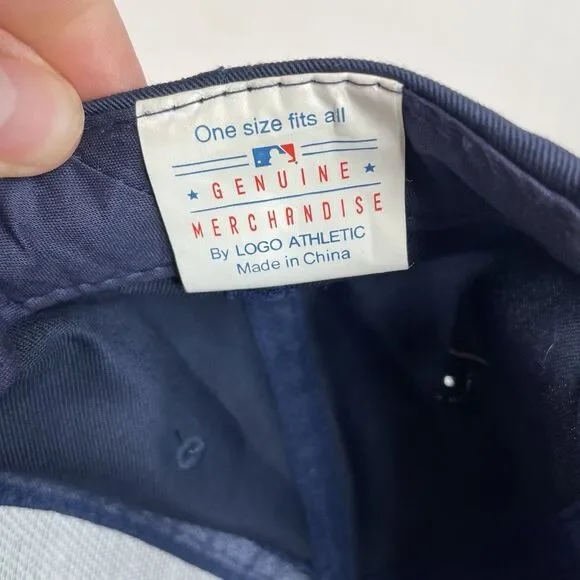 One size fits all
GENUINE
MERCHANDISE
By LOGO ATHLETIC
Made in China